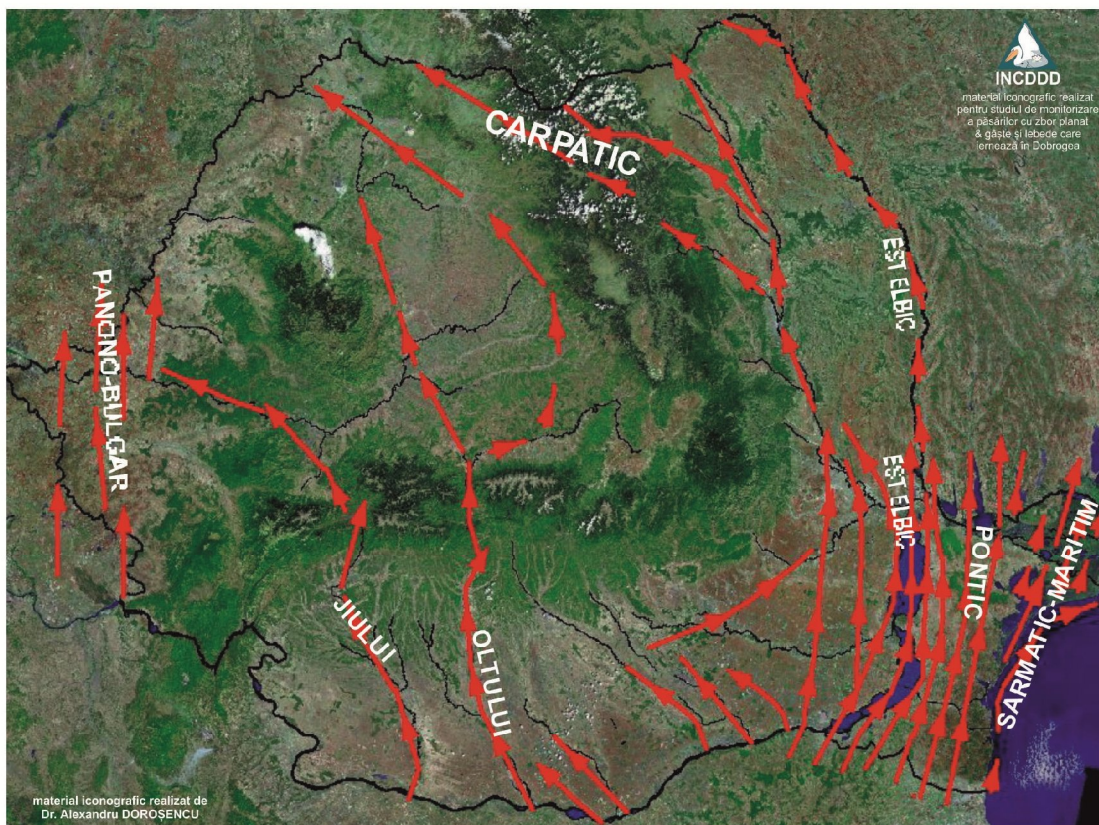 INCDDD
material iconografic realizat
pentru studiul de monitorizare
a păsărilor cu zbor planat
& gâște și lebede care
iernează în Dobrogea
CARPATIC
EST ELBIC
PANONO-BULGAR
EST ELBIC
PONTIC
SARMATIC-MARITIM
JIULUI
OLTULUI
material iconografic realizat de
Dr. Alexandru DOROȘENCU